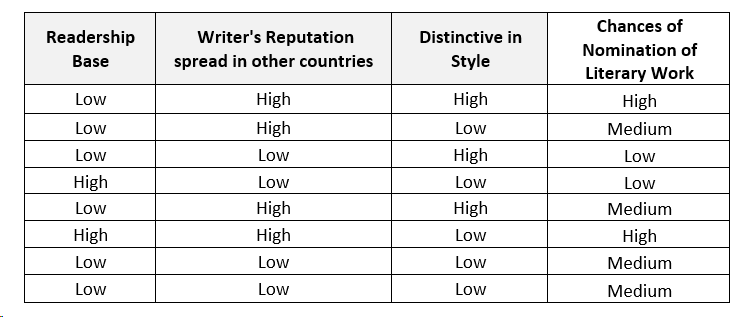 Readership Base | Writer's Reputation spread in other countries | Distinctive in Style | Chances of Nomination of Literary Work
Low | High | High | High
Low | High | Low | Medium
Low | Low | High | Low
High | Low | Low | Low
Low | High | High | Medium
High | High | Low | High
Low | Low | Low | Medium
Low | Low | Low | Medium